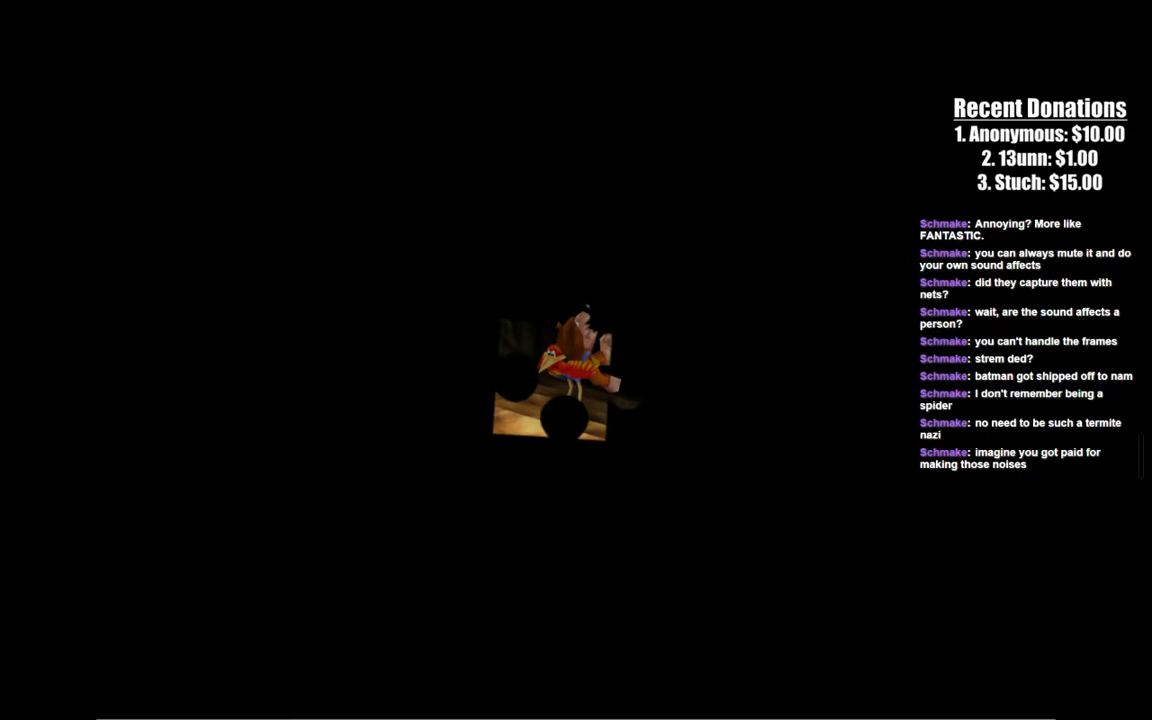 Recent Donations
1. Anonymous: $10.00
2. 13unn: $1.00
3. Stuch: $15.00
Schmake: Annoying? More like
FANTASTIC.
Schmake: you can always mute it and do
your own sound affects
Schmake: did they capture them with
nets?
Schmake: wait, are the sound affects a
person?
Schmake: you can't handle the frames
Schmake: strem ded?
Schmake: batman got shipped off to nam
Schmake: I don't remember being a
spider
Schmake: no need to be such a termite
nazi
Schmake: imagine you got paid for
making those noises